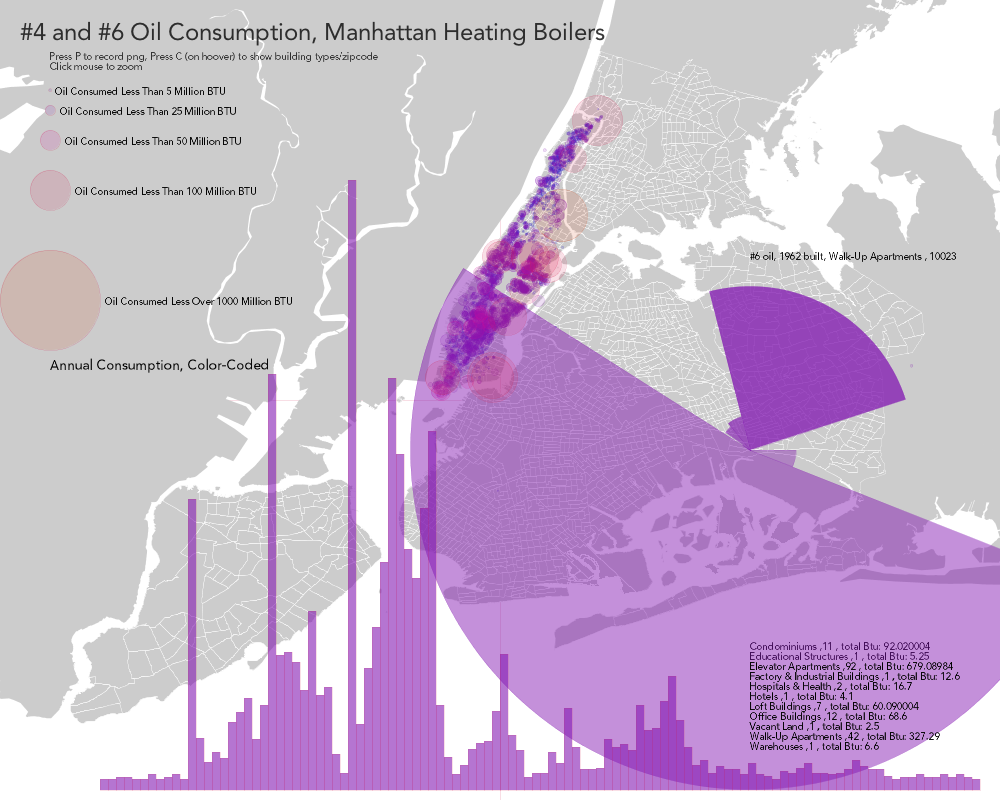 #4 and #6 Oil Consumption, Manhattan Heating Boilers
Press P to record png, Press C (on hoover) to show building types/zipcode
Click mouse to zoom
Oil Consumed Less Than 5 Million BTU
Oil Consumed Less Than 25 Million BTU
Oil Consumed Less Than 50 Million BTU
Oil Consumed Less Than 100 Million BTU
#6 oil, 1962 built, Walk-Up Apartments , 10023
Oil Consumed Less Over 1000 Million BTU
Annual Consumption, Color-Coded
Condominiums ,11 , total Btu: 92.020004
Educational Structures ,1 , total Btu: 5.25
Elevator Apartments ,92 , total Btu: 679.08984
Factory & Industrial Buildings ,1 , total Btu: 12.6
Hospitals & Health ,2 , total Btu: 16.7
Hotels ,1 , total Btu: 4.1
Loft Buildings ,7 , total Btu: 60.090004
Office Buildings ,12 , total Btu: 68.6
Vacant Land ,1 , total Btu: 2.5
Walk-Up Apartments ,42 , total Btu: 327.29
Warehouses ,1 , total Btu: 6.6